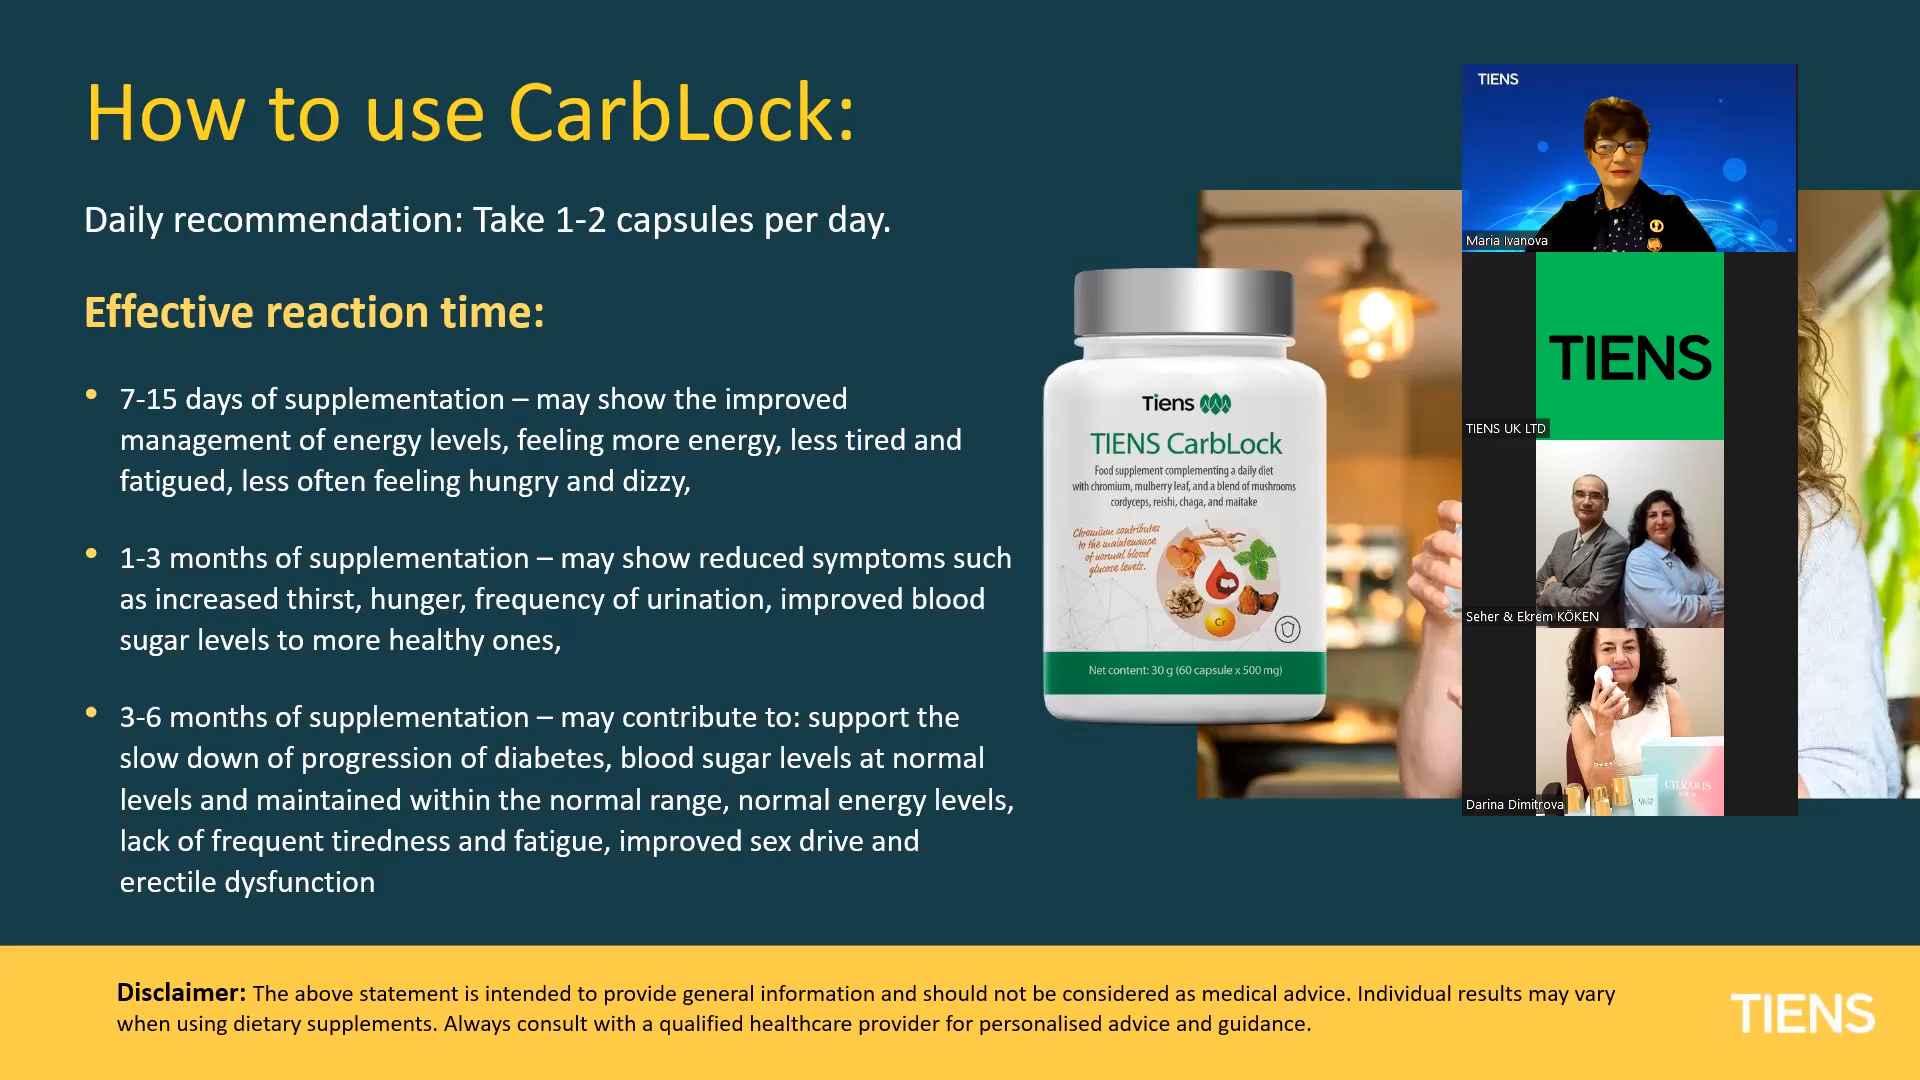 How to use CarbLock:
Daily recommendation: Take 1-2 capsules per day.
Effective reaction time:
• 7-15 days of supplementation – may show the improved
management of energy levels, feeling more energy, less tired and
fatigued, less often feeling hungry and dizzy,
• 1-3 months of supplementation – may show reduced symptoms such
as increased thirst, hunger, frequency of urination, improved blood
sugar levels to more healthy ones,
• 3-6 months of supplementation – may contribute to: support the
slow down of progression of diabetes, blood sugar levels at normal
levels and maintained within the normal range, normal energy levels,
lack of frequent tiredness and fatigue, improved sex drive and
erectile dysfunction
Tiens
TIENS CarbLock
Food supplement complementing a daily diet
with chromium, mulberry leaf, and a blend of mushrooms
cordyceps, reishi, chaga, and maitake
Chromium contributes
to the maintenance
of normal blood
glucose levels.
Cr
Net content: 30 g (60 capsule x 500 mg)
TIENS
Maria Ivanova
TIENS
TIENS UK LTD
Seher & Ekrem KÖKEN
CILVARIS
Darina Dimitrova
Disclaimer: The above statement is intended to provide general information and should not be considered as medical advice. Individual results may vary
when using dietary supplements. Always consult with a qualified healthcare provider for personalised advice and guidance.
TIENS